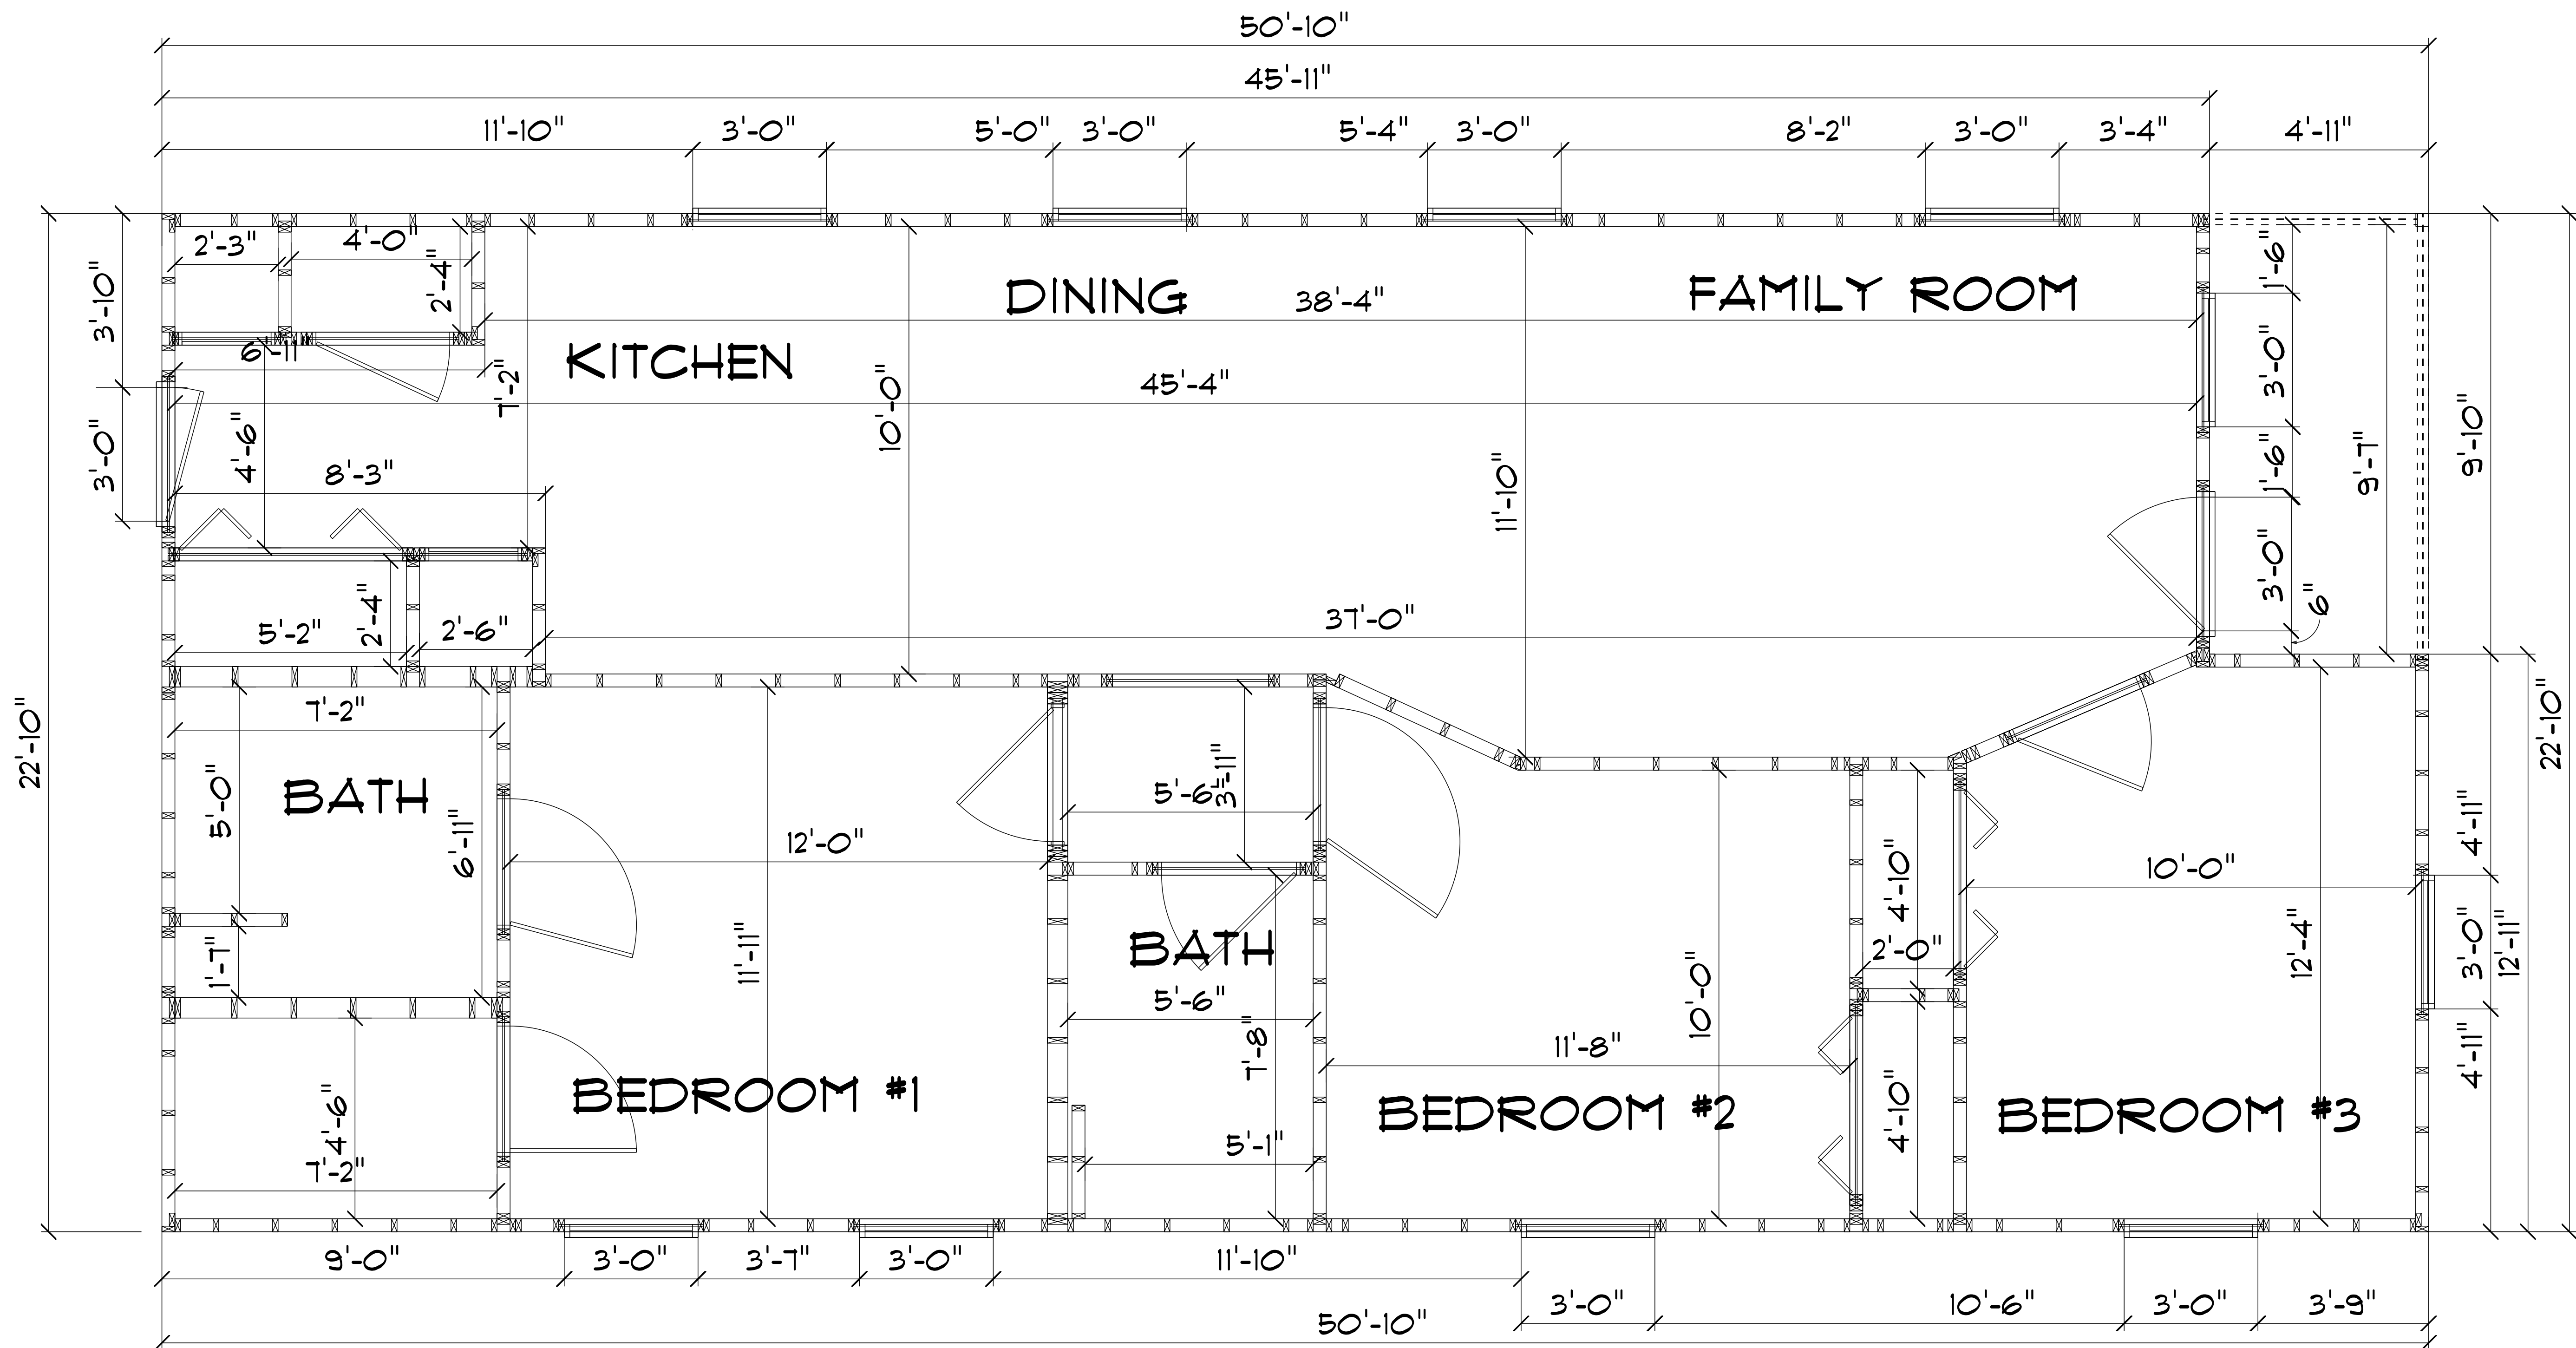 50'-10"
45'-11"
11'-10" 3'-0" 5'-0" 3'-0" 5'-4" 3'-0" 8'-2" 3'-0" 3'-4" 4'-11"
2'-3" 4'-0" 2'-4" 1'-6"
3'-10" DINING 38'-4" FAMILY ROOM
6'-11" KITCHEN 7'-2" 3'-0"
45'-4"
10'-0" 9'-7" 9'-10"
3'-0" 4'-6" 8'-3" 11'-10" 1'-6"
3'-0" 6"
5'-2" 2'-4" 2'-6" 37'-0"
22'-10" 7'-2" 22'-10"
5'-0" BATH 6'-11" 12'-0" 5'-6" 3'-11" 4'-11"
4'-10" 10'-0"
1'-7" 11'-11" BATH 2'-0" 12'-4" 3'-0" 12'-11"
5'-6" 10'-0"
7'-8" 11'-8" 4'-11"
4'-6" BEDROOM #1 BEDROOM #2 4'-10" BEDROOM #3
7'-2" 5'-1"
9'-0" 3'-0" 3'-7" 3'-0" 11'-10"
3'-0" 10'-6" 3'-0" 3'-9"
50'-10"